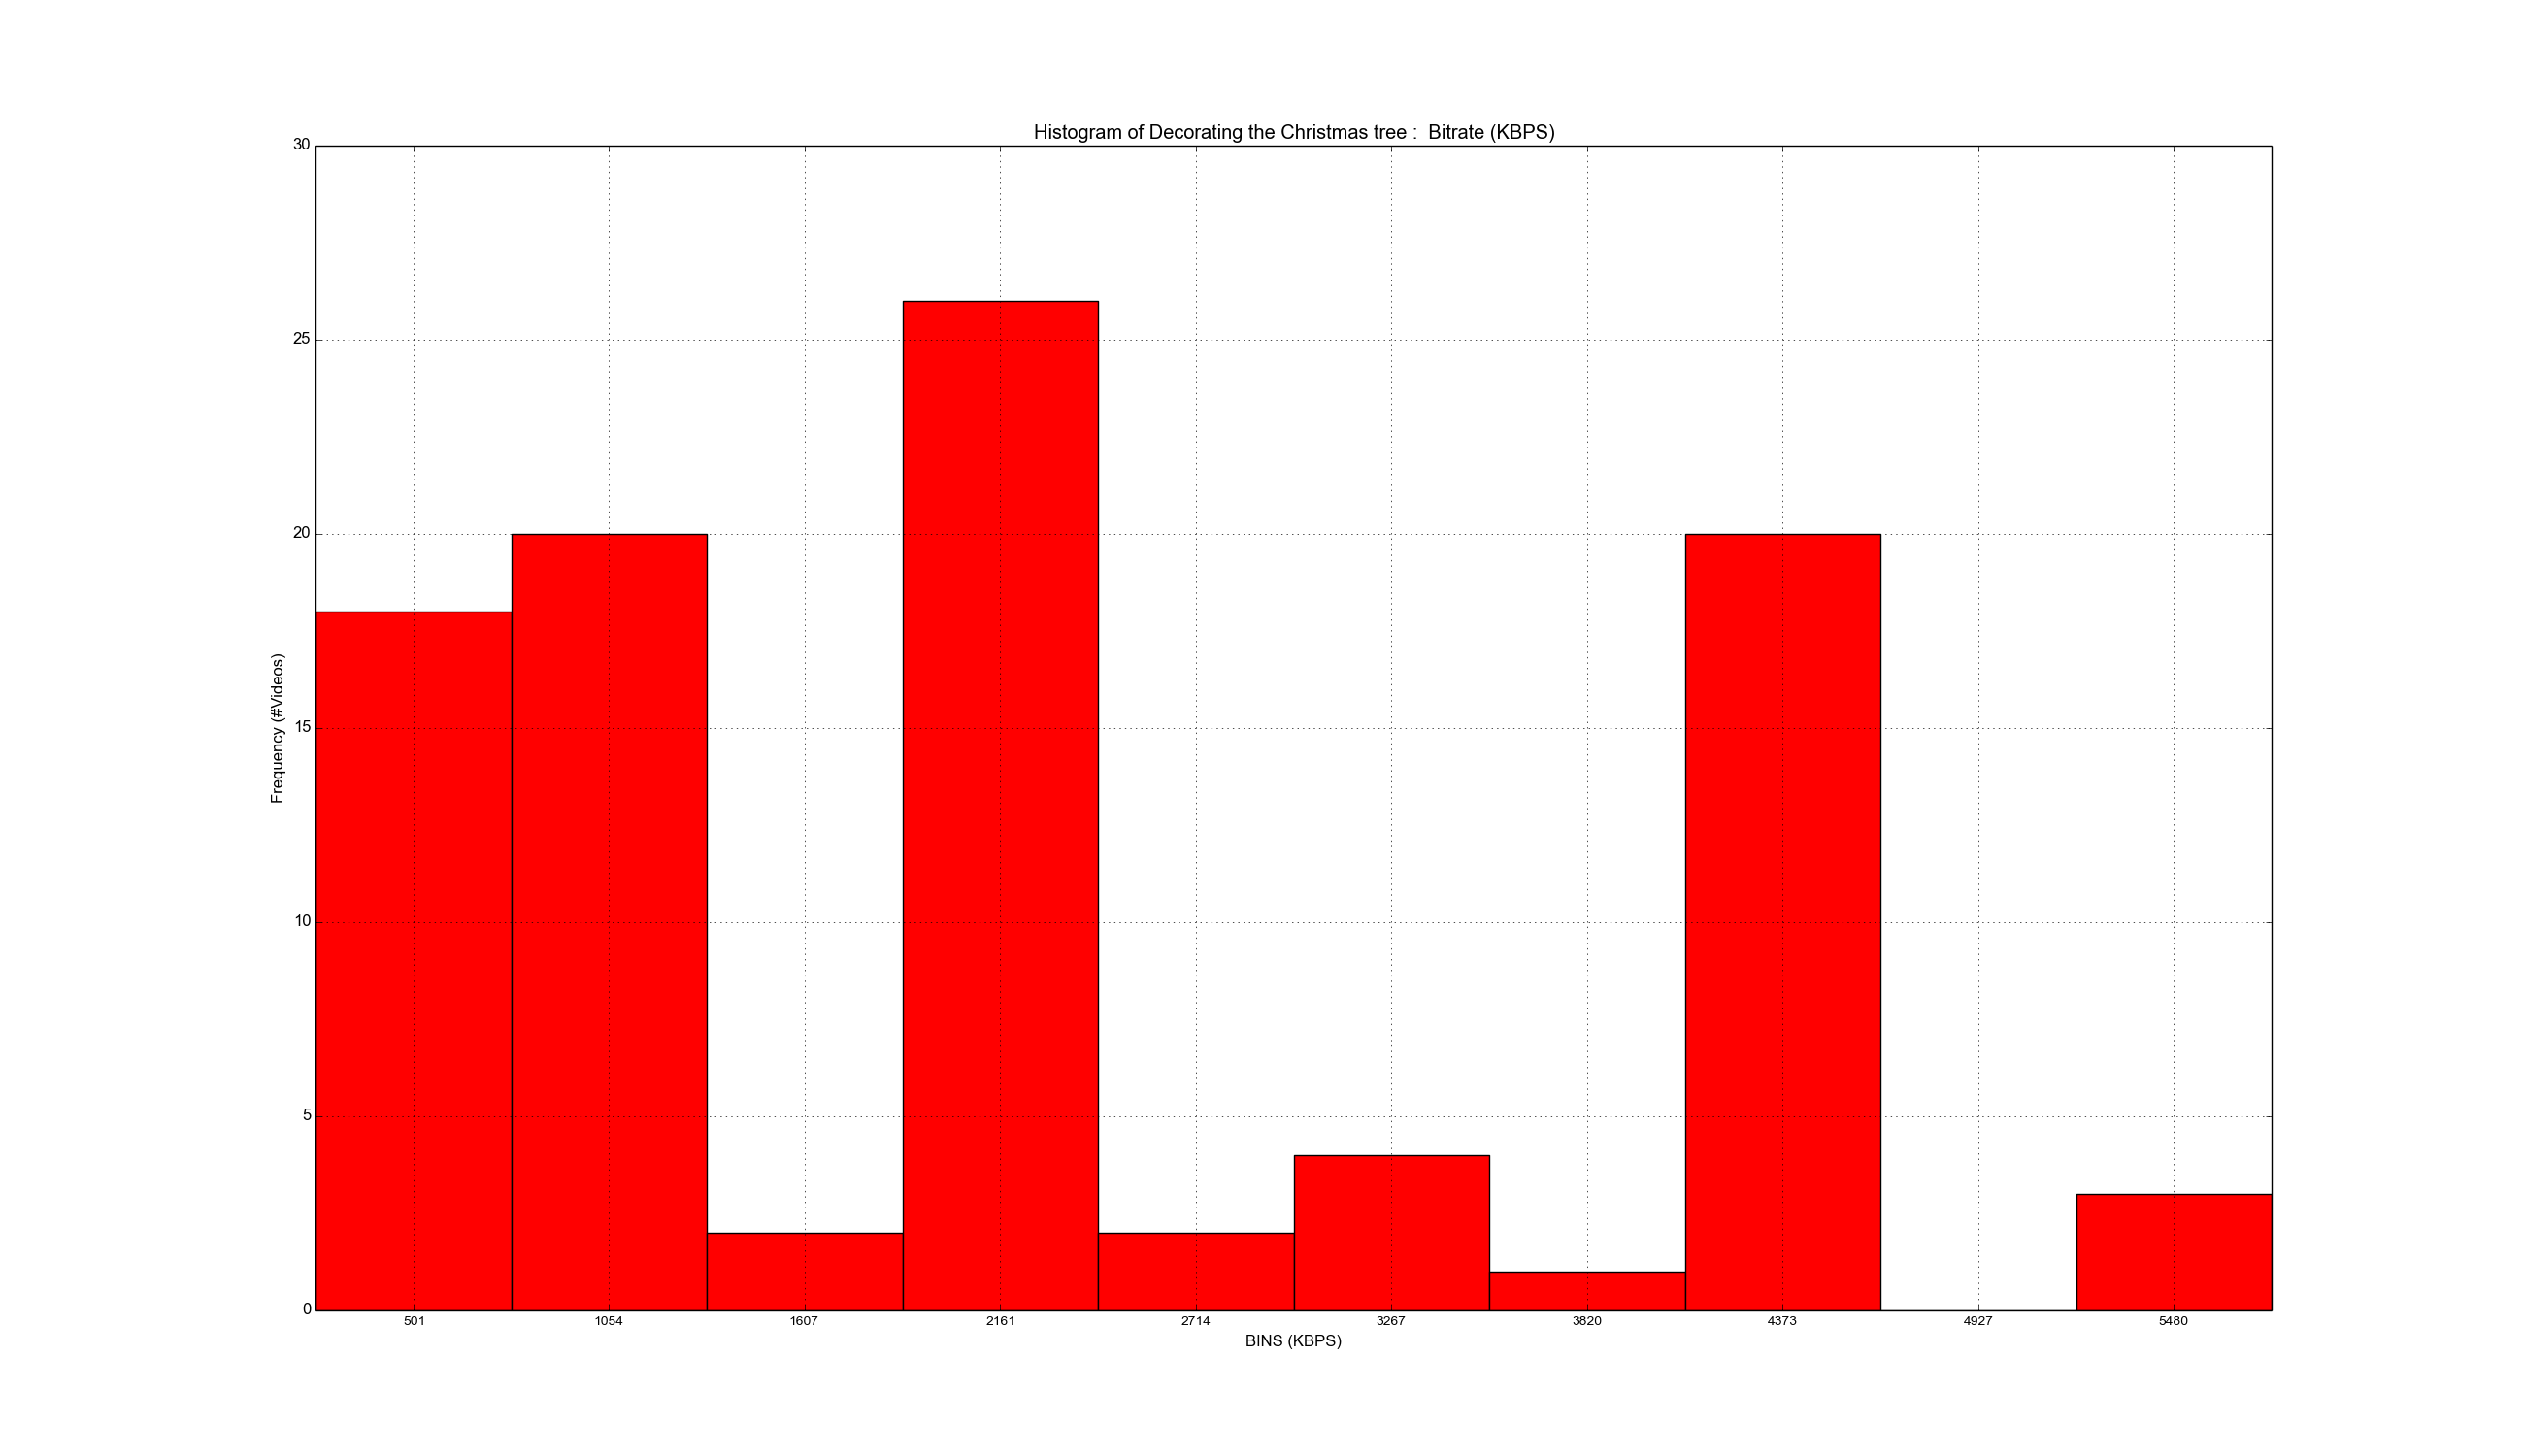 Histogram of Decorating the Christmas tree :  Bitrate (KBPS)
30
25
20
15
10
5
0
Frequency (#Videos)
501 1054 1607 2161 2714 3267 3820 4373 4927 5480
BINS (KBPS)